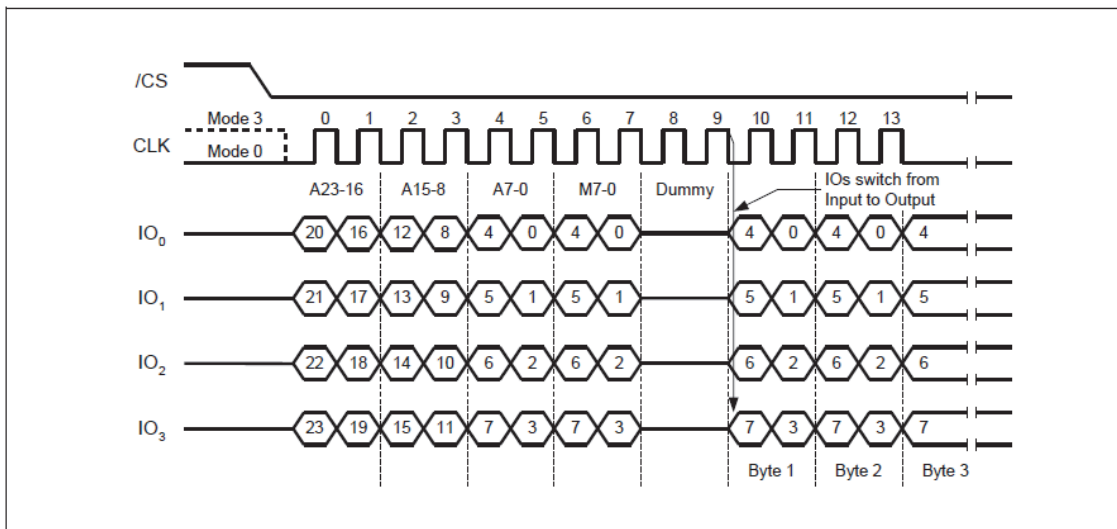 /CS
Mode 3 0 1 2 3 4 5 6 7 8 9 10 11 12 13
CLK
Mode 0
A23-16 A15-8 A7-0 M7-0 Dummy IOs switch from
Input to Output
IO0 20 16 12 8 4 0 4 0 4 0 4 0 4
IO1 21 17 13 9 5 1 5 1 5 1 5 1 5
IO2 22 18 14 10 6 2 6 2 6 2 6 2 6
IO3 23 19 15 11 7 3 7 3 7 3 7 3 7
Byte 1 Byte 2 Byte 3